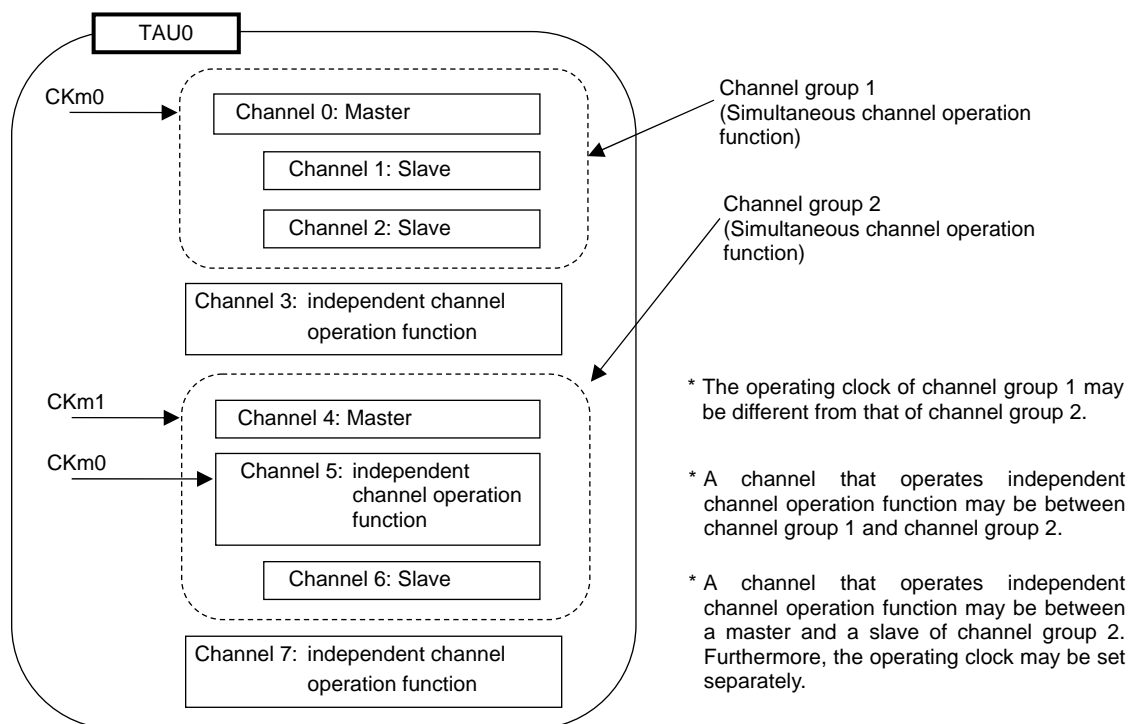 TAU0
CKm0
Channel 0: Master
Channel 1: Slave
Channel 2: Slave
Channel group 1
(Simultaneous channel operation
function)
Channel group 2
(Simultaneous channel operation
function)
Channel 3: independent channel
operation function
CKm1
CKm0
Channel 4: Master
Channel 5: independent
channel operation
function
Channel 6: Slave
Channel 7: independent channel
operation function
* The operating clock of channel group 1 may
be different from that of channel group 2.
* A channel that operates independent
channel operation function may be between
channel group 1 and channel group 2.
* A channel that operates independent
channel operation function may be between
a master and a slave of channel group 2.
Furthermore, the operating clock may be set
separately.